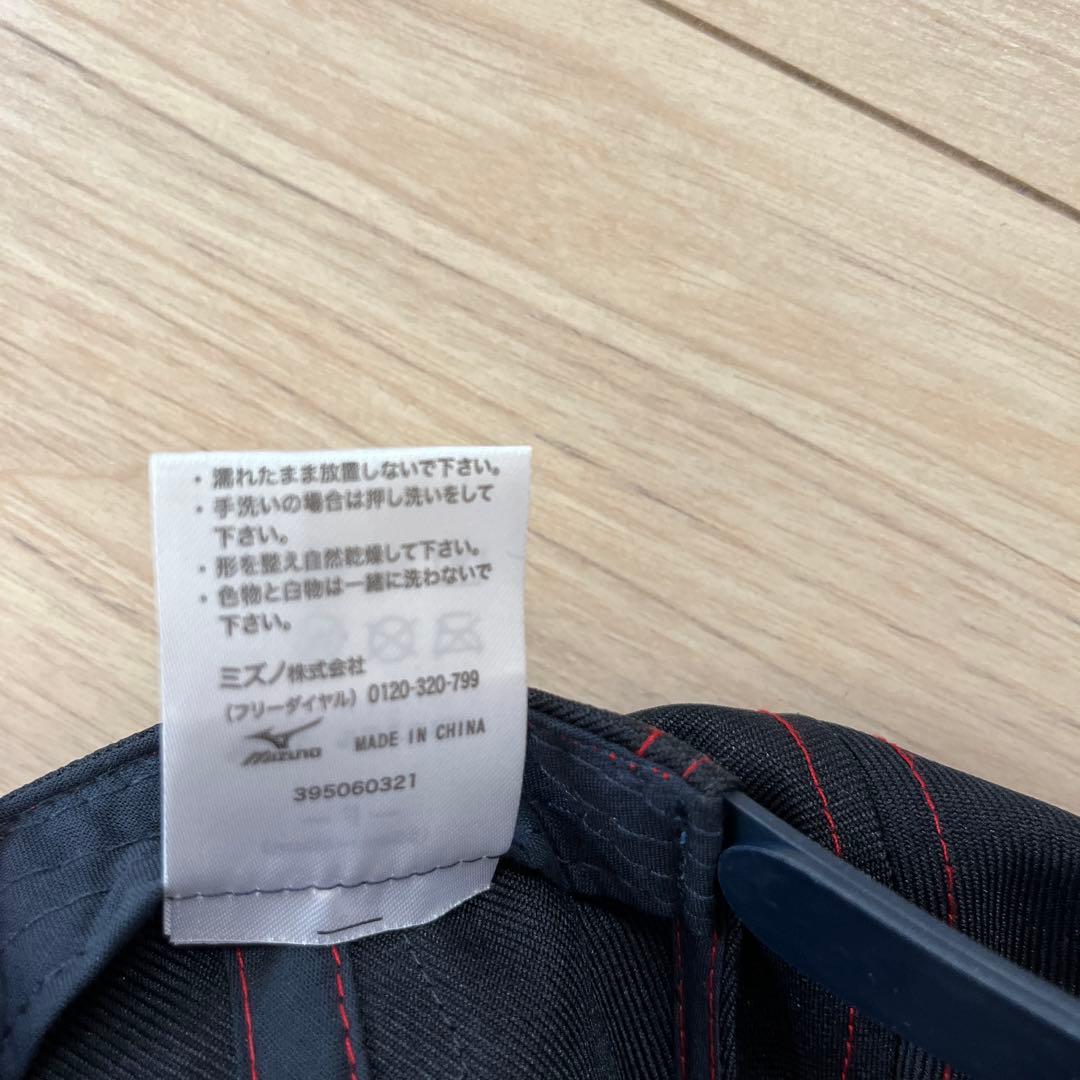 ・濡れたまま放置しないで下さい。
・手洗いの場合は押し洗いをして
下さい。
・形を整え自然乾燥して下さい。
・色物と白物は一緒に洗わないで
下さい。
ミズノ株式会社
(フリーダイヤル) 0120-320-799
MIZUNO MADE IN CHINA
395060321